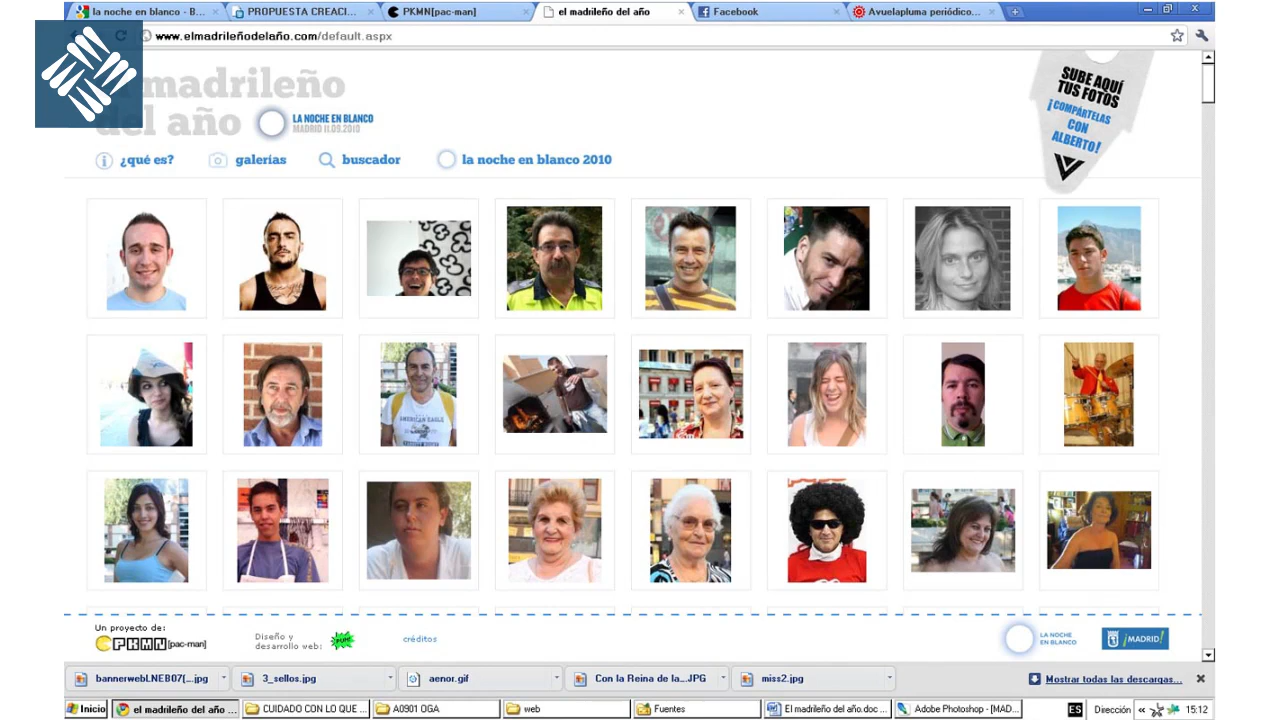 la noche en blanco - B...
PROPUESTA CREACI...
PKMN[pac-man]
el madrileño del año
Facebook
Avuelapluma periódico...
www.elmadrileñodelaño.com/default.aspx
el madrileño
del año
LA NOCHE EN BLANCO
MADRID 11.09.2010
SUBE AQUÍ
TUS FOTOS
¡COMPÁRTELAS
CON
ALBERTO!
¿qué es?
galerías
buscador
la noche en blanco 2010
AMERICAN EAGLE
Un proyecto de:
PKMN [pac-man]
Diseño y
desarrollo web:
créditos
LA NOCHE
EN BLANCO
¡MADRID!
bannerwebLNEB07(...jpg
3_sellos.jpg
aenor.gif
Con la Reina de la...JPG
miss2.jpg
Mostrar todas las descargas...
Inicio
el madrileño del año ...
CUIDADO CON LO QUE ...
A0901 OGA
web
Fuentes
El madrileño del año.doc ...
Adobe Photoshop - [MAD...
ES
Dirección
«
15:12